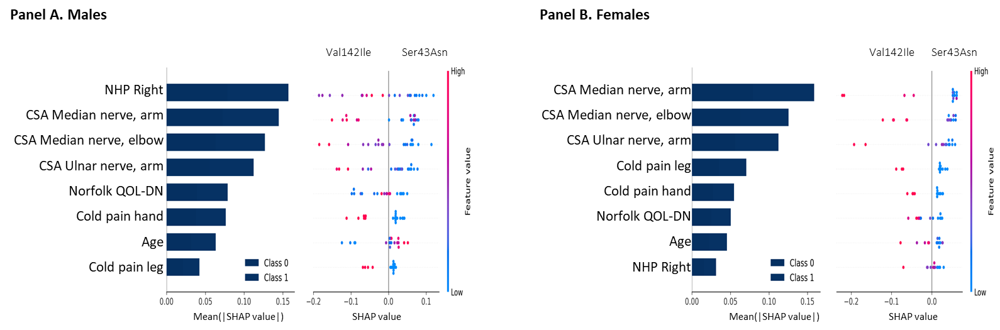 Panel A. Males
Val142Ile Ser43Asn
High
NHP Right
CSA Median nerve, arm
CSA Median nerve, elbow
CSA Ulnar nerve, arm
Norfolk QOL-DN
Cold pain hand
Age
Cold pain leg
Class 0
Class 1
Feature value
Low
0.00 0.05 0.10 0.15
Mean(|SHAP value|)
−0.2 −0.1 0.0 0.1
SHAP value
Panel B. Females
Val142Ile Ser43Asn
High
CSA Median nerve, arm
CSA Median nerve, elbow
CSA Ulnar nerve, arm
Cold pain leg
Cold pain hand
Norfolk QOL-DN
Age
NHP Right
Class 0
Class 1
Feature value
Low
0.00 0.05 0.10 0.15
Mean(|SHAP value|)
−0.2 −0.1 0.0
SHAP value